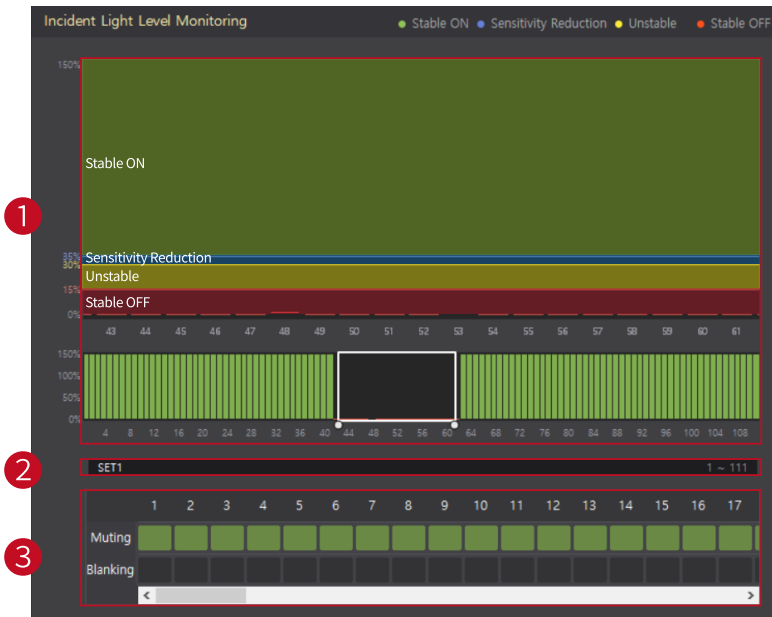 Incident Light Level Monitoring
Stable ON Sensitivity Reduction Unstable Stable OFF
150%
Stable ON
1
35% Sensitivity Reduction
30%
Unstable
15%
Stable OFF
0%
43 44 45 46 47 48 49 50 51 52 53 54 55 56 57 58 59 60 61
150%
100%
50%
0%
4 8 12 16 20 24 28 32 36 40 44 48 52 56 60 64 68 72 76 80 84 88 92 96 100 104 108
2 SET1 1 ~ 111
1 2 3 4 5 6 7 8 9 10 11 12 13 14 15 16 17
Muting
3
Blanking